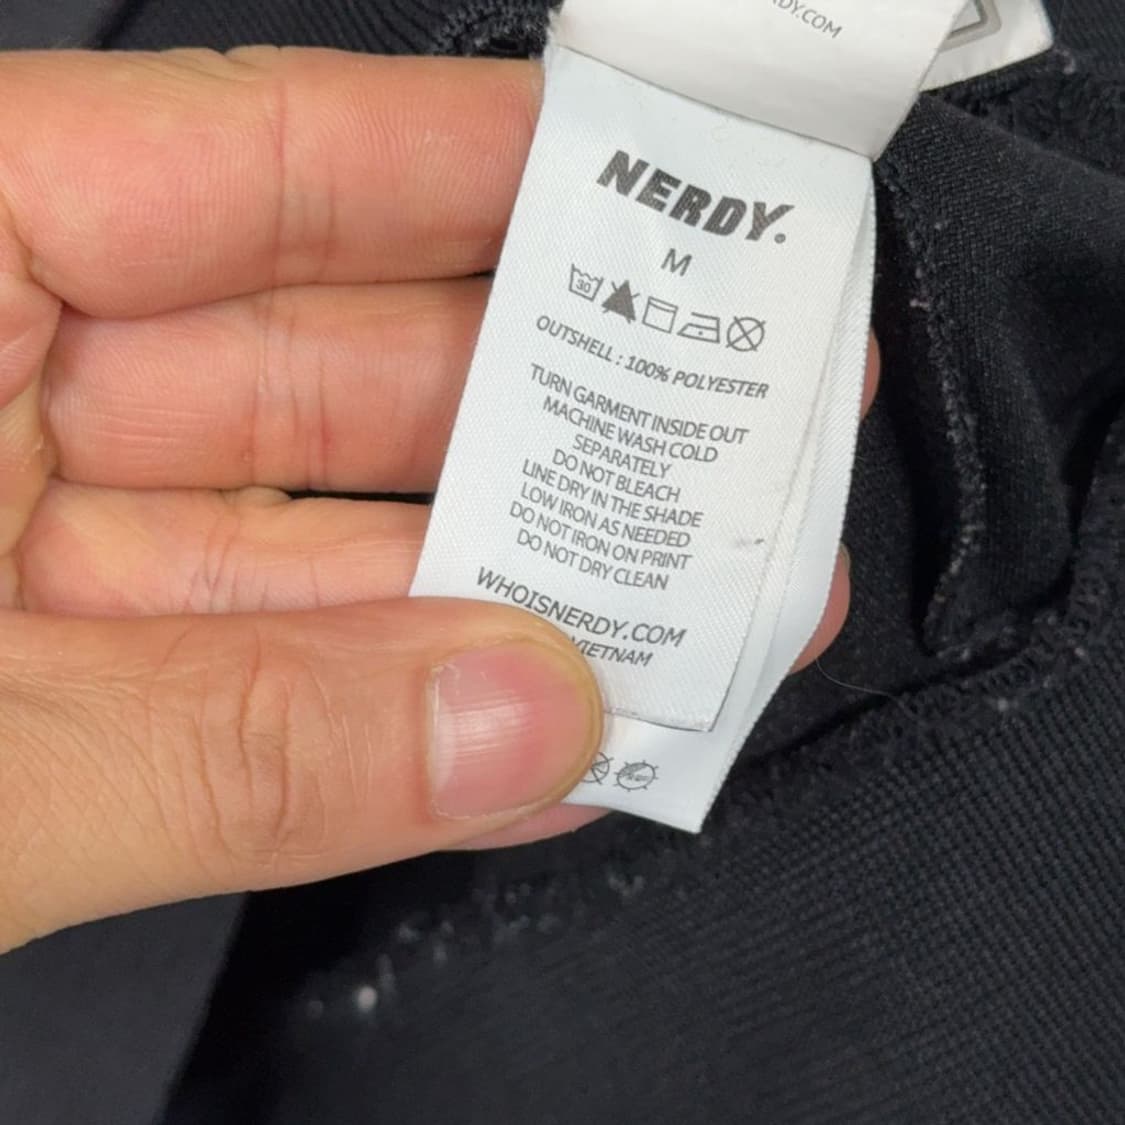 NERDY.
M
30
OUTSHELL : 100% POLYESTER
TURN GARMENT INSIDE OUT
MACHINE WASH COLD
SEPARATELY
DO NOT BLEACH
LINE DRY IN THE SHADE
LOW IRON AS NEEDED
DO NOT IRON ON PRINT
DO NOT DRY CLEAN
WHOISNERDY.COM
VIETNAM